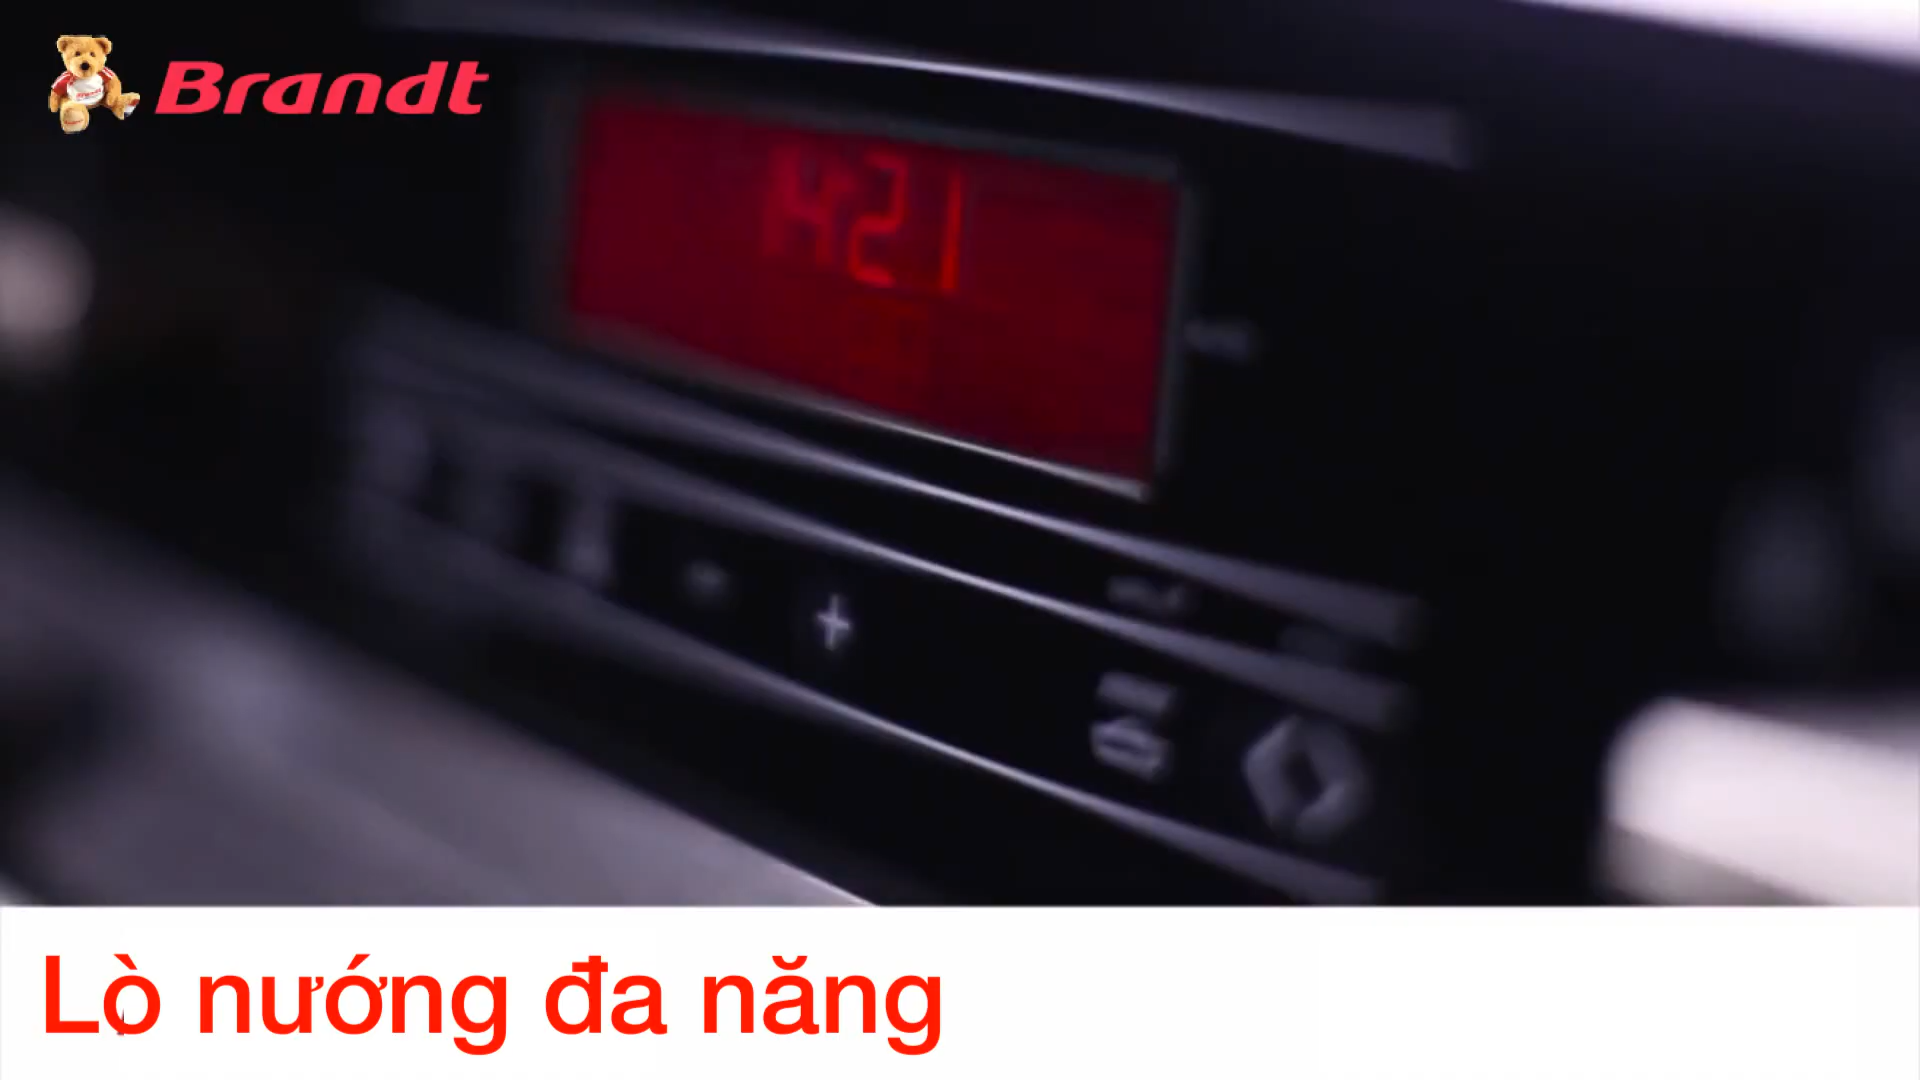 Brandt
14:21
+
Lò nướng đa năng